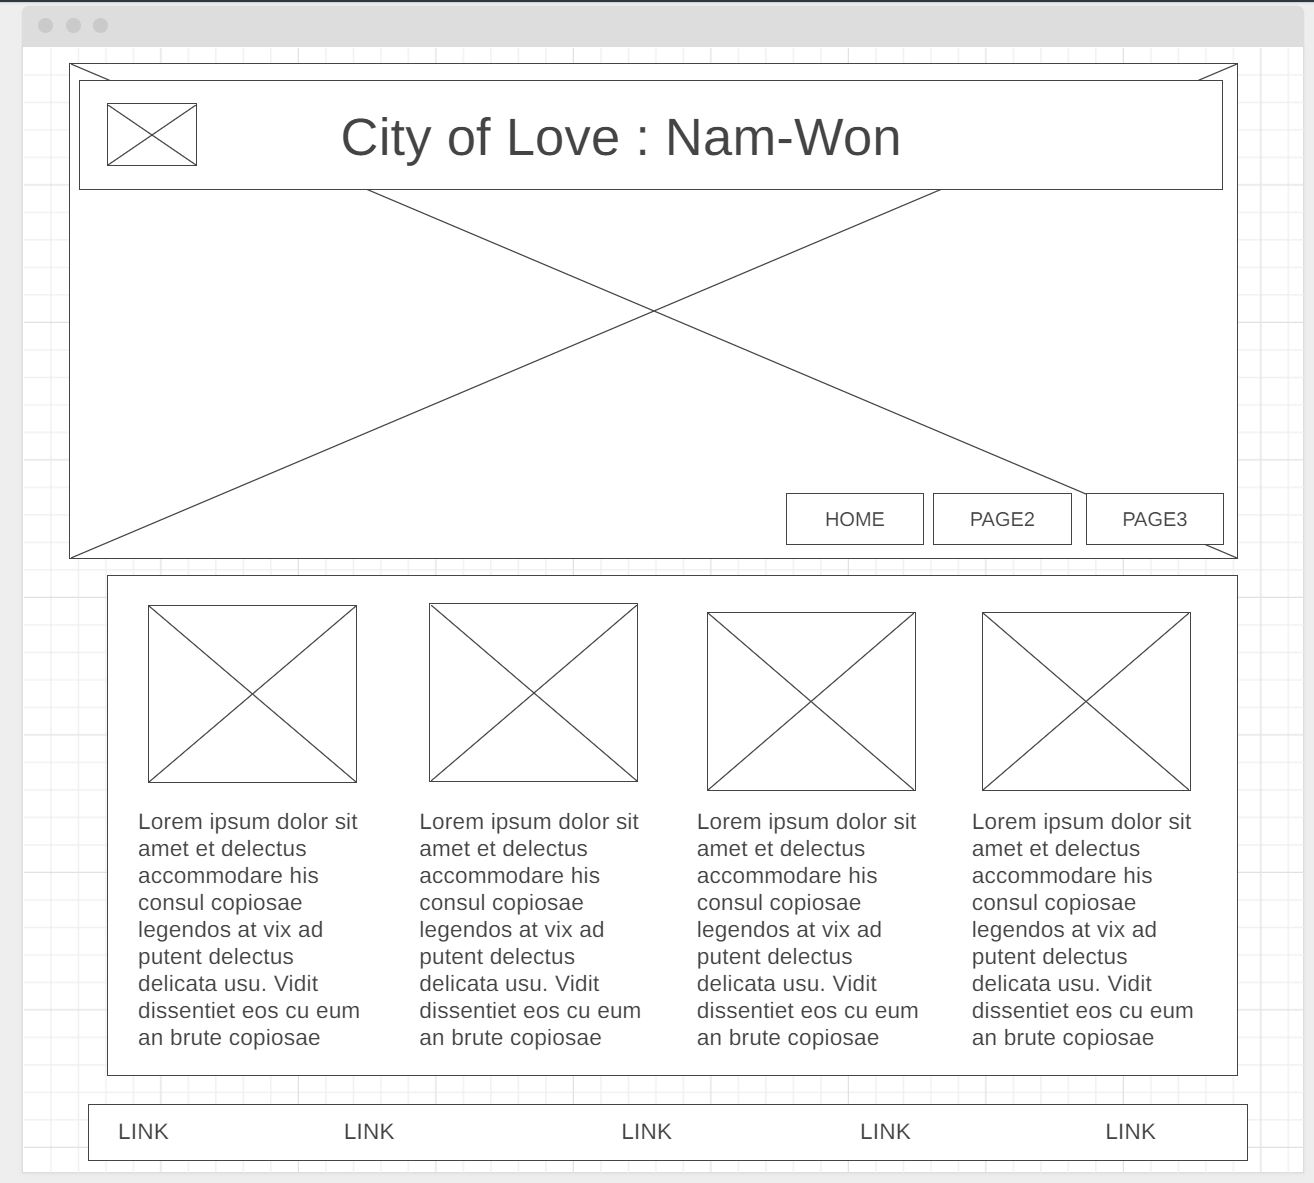 City of Love : Nam-Won
HOME
PAGE2
PAGE3
Lorem ipsum dolor sit
amet et delectus
accommodare his
consul copiosae
legendos at vix ad
putent delectus
delicata usu. Vidit
dissentiet eos cu eum
an brute copiosae
Lorem ipsum dolor sit
amet et delectus
accommodare his
consul copiosae
legendos at vix ad
putent delectus
delicata usu. Vidit
dissentiet eos cu eum
an brute copiosae
Lorem ipsum dolor sit
amet et delectus
accommodare his
consul copiosae
legendos at vix ad
putent delectus
delicata usu. Vidit
dissentiet eos cu eum
an brute copiosae
Lorem ipsum dolor sit
amet et delectus
accommodare his
consul copiosae
legendos at vix ad
putent delectus
delicata usu. Vidit
dissentiet eos cu eum
an brute copiosae
LINK
LINK
LINK
LINK
LINK